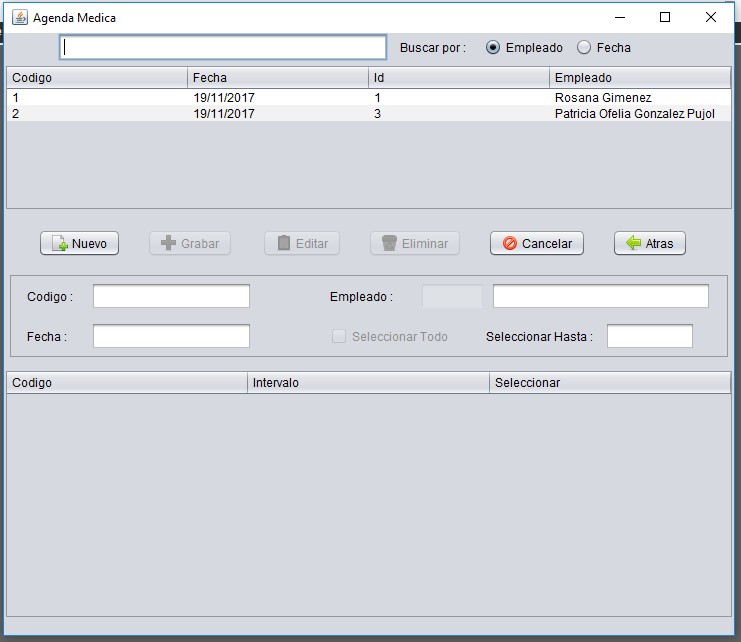 Agenda Medica
Buscar por : Empleado Fecha
Codigo Fecha Id Empleado
1 19/11/2017 1 Rosana Gimenez
2 19/11/2017 3 Patricia Ofelia Gonzalez Pujol
Nuevo Grabar Editar Eliminar Cancelar Atras
Codigo : Empleado :
Fecha : Seleccionar Todo Seleccionar Hasta :
Codigo Intervalo Seleccionar